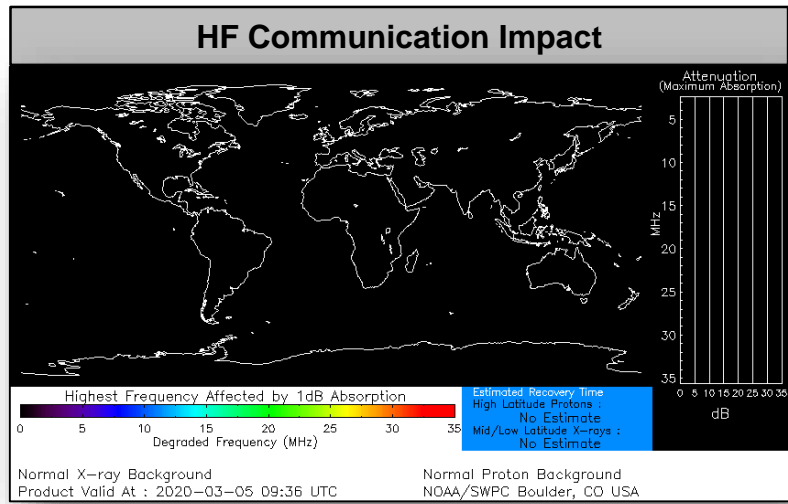 HF Communication Impact
Attenuation
(Maximum Absorption)
5
10
15
20
25
30
35
MHz
0 5 10 15 20 25 30 35
dB
Highest Frequency Affected by 1dB Absorption
0 5 10 15 20 25 30 35
Degraded Frequency (MHz)
Estimated Recovery Time
High Latitude Protons :
No Estimate
Mid/Low Latitude X-rays :
No Estimate
Normal X-ray Background
Normal Proton Background
Product Valid At : 2020-03-05 09:36 UTC
NOAA/SWPC Boulder, CO USA